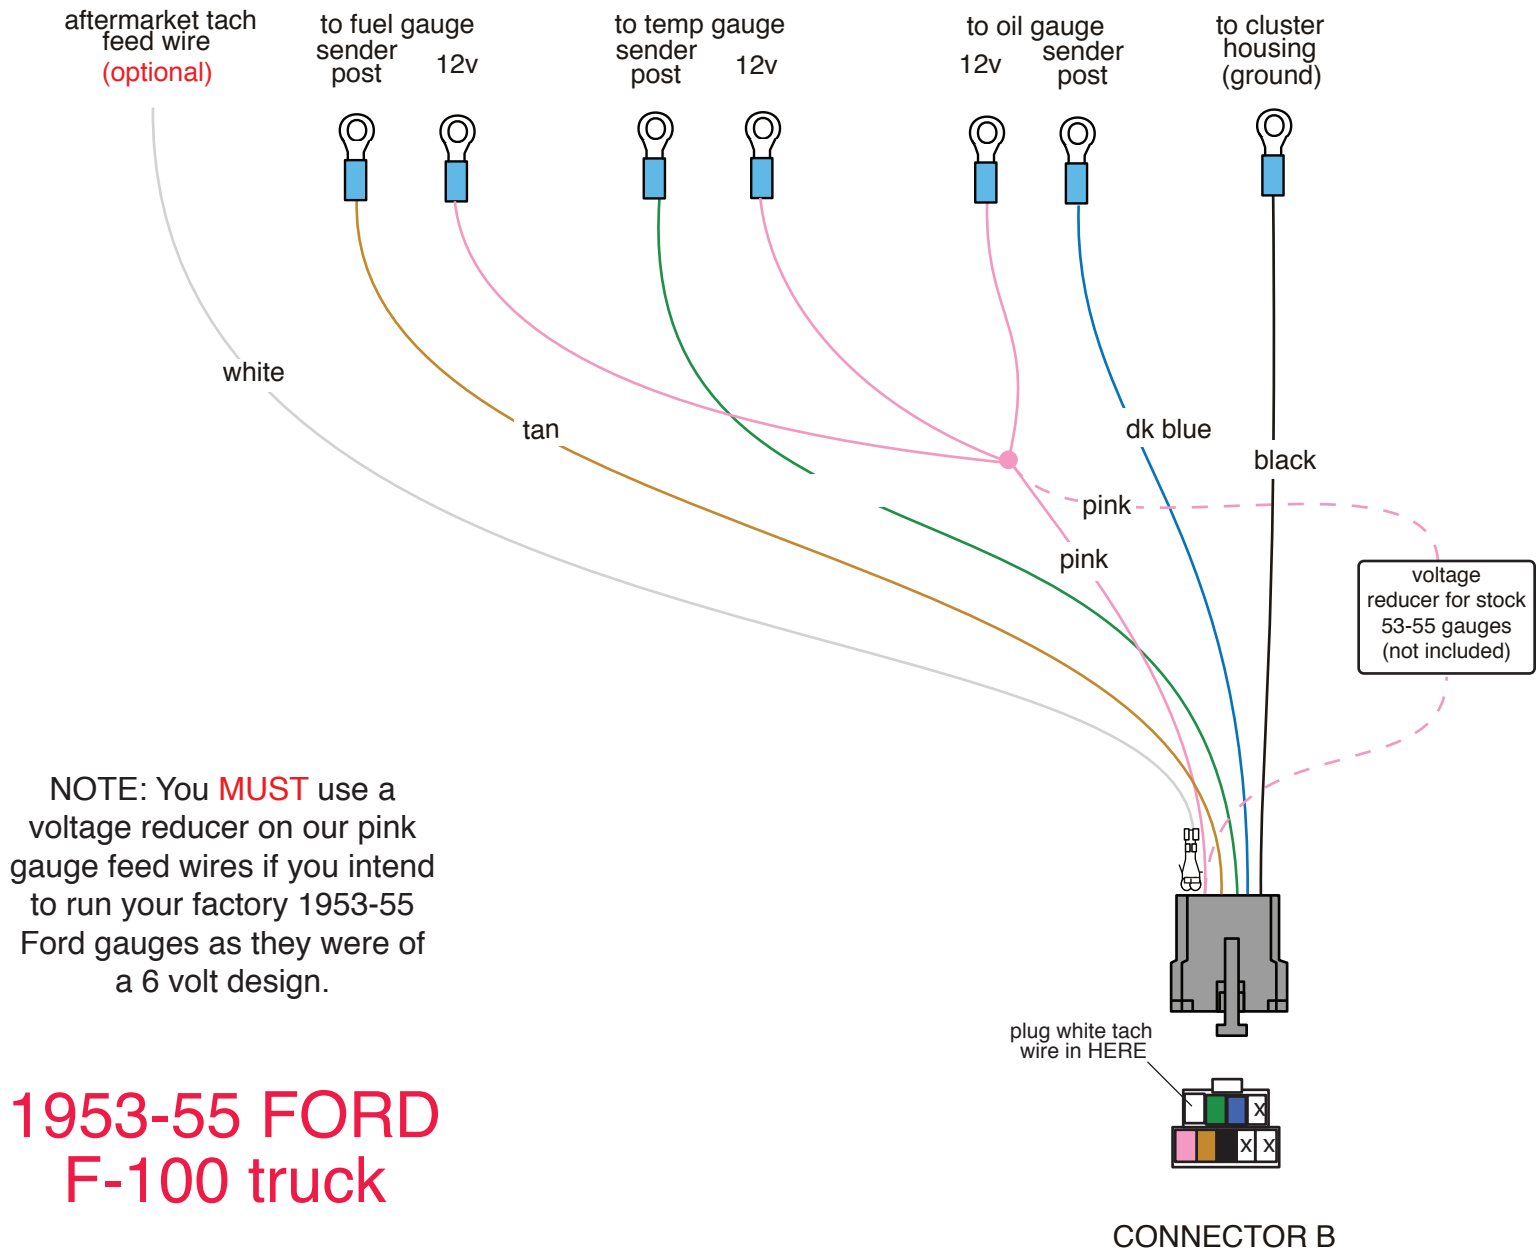 aftermarket tach
feed wire
(optional)
to fuel gauge
sender
post
12v
to temp gauge
sender
post
12v
to oil gauge
12v
sender
post
to cluster
housing
(ground)
white
tan
dk blue
black
pink
pink
voltage
reducer for stock
53-55 gauges
(not included)
NOTE: You MUST use a
voltage reducer on our pink
gauge feed wires if you intend
to run your factory 1953-55
Ford gauges as they were of
a 6 volt design.
plug white tach
wire in HERE
x
x x
1953-55 FORD
F-100 truck
CONNECTOR B